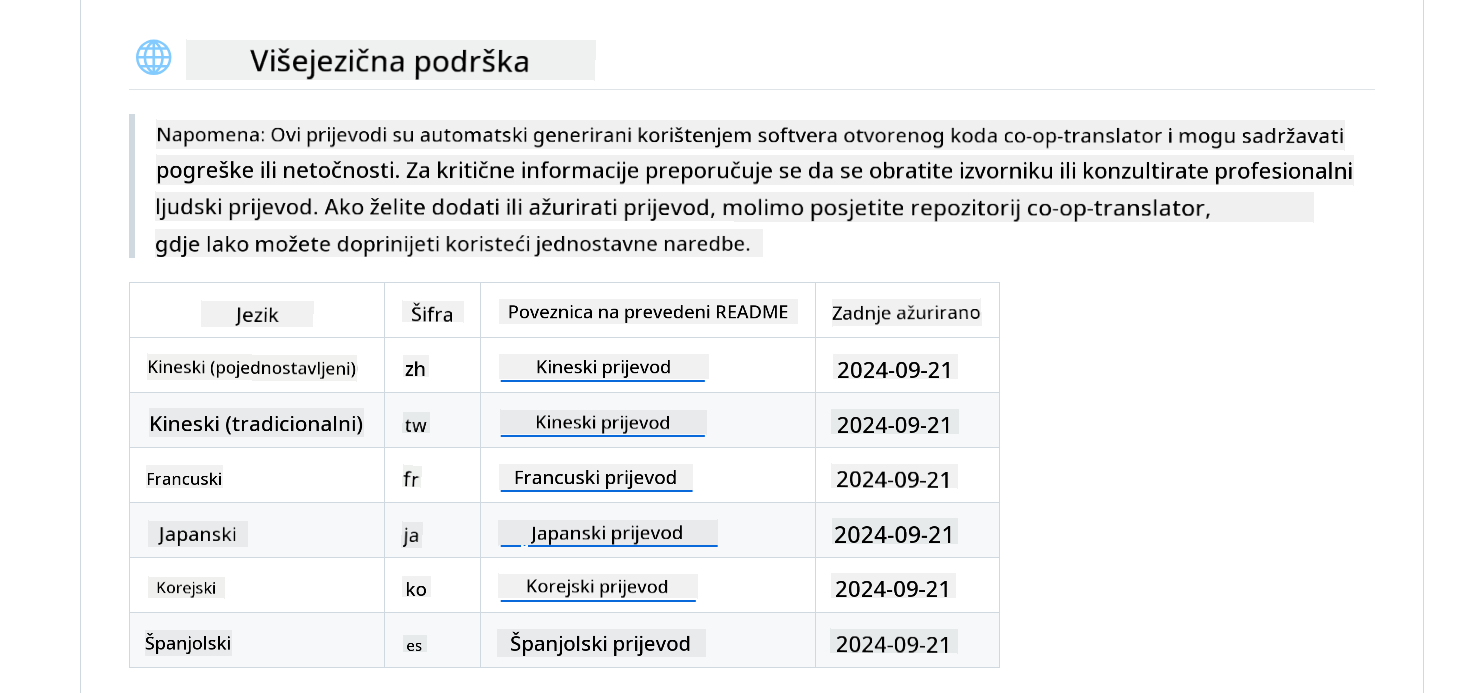 Višejezična podrška
Napomena: Ovi prijevodi su automatski generirani korištenjem softvera otvorenog koda co-op-translator i mogu sadržavati
pogreške ili netočnosti. Za kritične informacije preporučuje se da se obratite izvorniku ili konzultirate profesionalni
ljudski prijevod. Ako želite dodati ili ažurirati prijevod, molimo posjetite repozitorij co-op-translator,
gdje lako možete doprinijeti koristeći jednostavne naredbe.
Jezik Šifra Poveznica na prevedeni README Zadnje ažurirano
Kineski (pojednostavljeni) zh Kineski prijevod 2024-09-21
Kineski (tradicionalni) tw Kineski prijevod 2024-09-21
Francuski fr Francuski prijevod 2024-09-21
Japanski ja Japanski prijevod 2024-09-21
Korejski ko Korejski prijevod 2024-09-21
Španjolski es Španjolski prijevod 2024-09-21